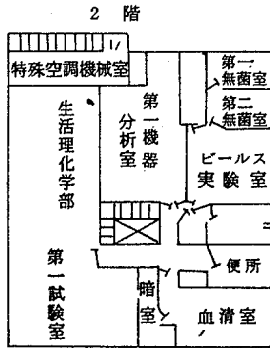 2階
特殊空調機械室
生活理化学部
第一試験室
第一機器
分析室
第一
無菌室
第二
無菌室
ビールス
実験室
便所
暗室
血清室